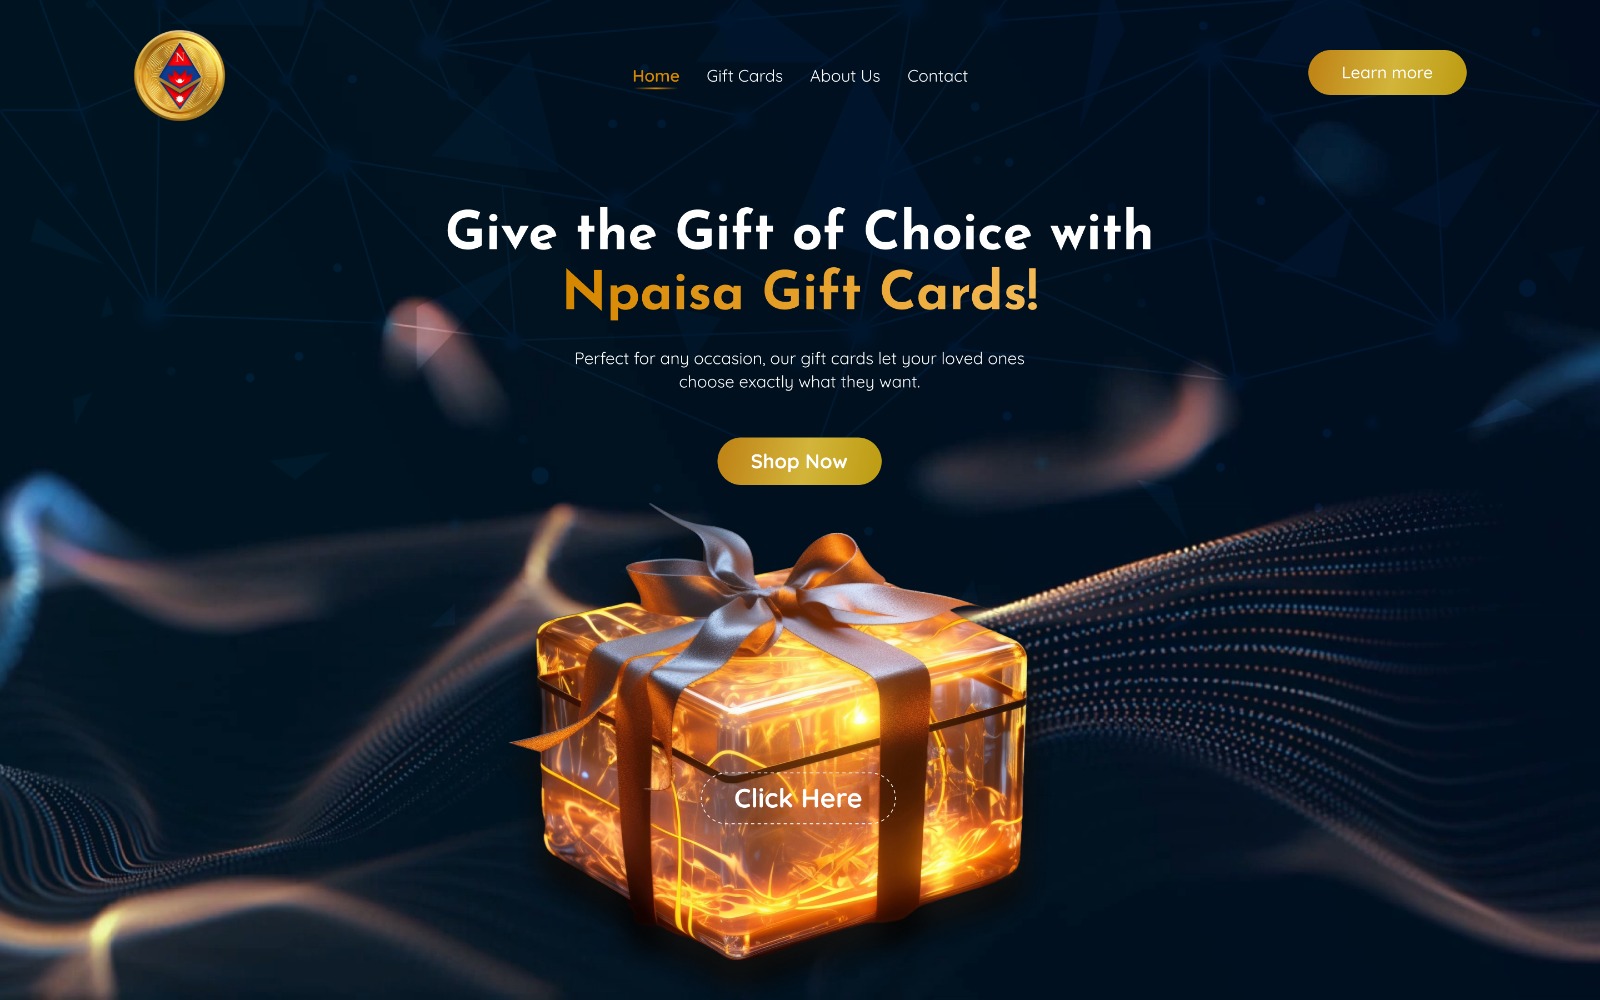 N
Home
Gift Cards
About Us
Contact
Learn more
Give the Gift of Choice with
Npaisa Gift Cards!
Perfect for any occasion, our gift cards let your loved ones
choose exactly what they want.
Shop Now
Click Here